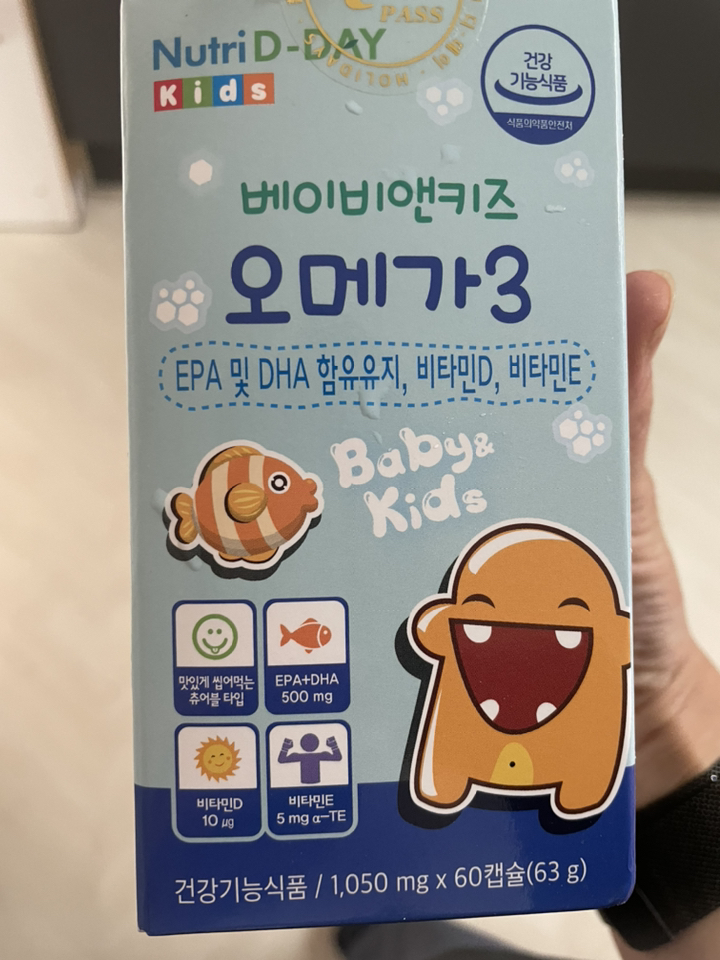 PASS
HOLIDAY
Nutri D-DAY
Kids
건강
기능식품
식품의약품안전처
베이비앤키즈
오메가3
EPA 및 DHA 함유유지, 비타민D, 비타민E
Baby&
Kids
맛있게 씹어먹는
츄어블 타입
EPA+DHA
500 mg
비타민D
10 ㎍
비타민E
5 mg α-TE
건강기능식품 / 1,050 mg x 60캡슐(63 g)